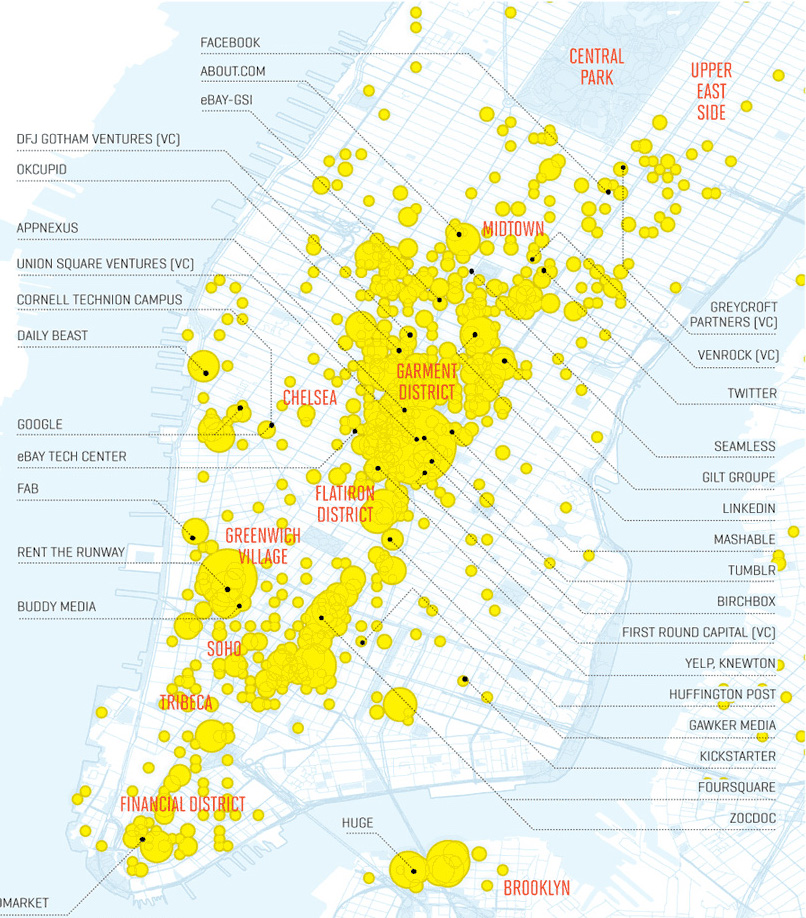 FACEBOOK
ABOUT.COM
eBAY-GSI
DFJ GOTHAM VENTURES (VC)
OKCUPID
APPNEXUS
UNION SQUARE VENTURES (VC)
CORNELL TECHNION CAMPUS
DAILY BEAST
GOOGLE
eBAY TECH CENTER
FAB
RENT THE RUNWAY
BUDDY MEDIA
OMARKET
HUGE
CENTRAL
PARK
UPPER
EAST
SIDE
MIDTOWN
GARMENT
DISTRICT
CHELSEA
FLATIRON
DISTRICT
GREENWICH
VILLAGE
SOHO
TRIBECA
FINANCIAL DISTRICT
BROOKLYN
GREYCROFT
PARTNERS (VC)
VENROCK (VC)
TWITTER
SEAMLESS
GILT GROUPE
LINKEDIN
MASHABLE
TUMBLR
BIRCHBOX
FIRST ROUND CAPITAL (VC)
YELP, KNEWTON
HUFFINGTON POST
GAWKER MEDIA
KICKSTARTER
FOURSQUARE
ZOCDOC